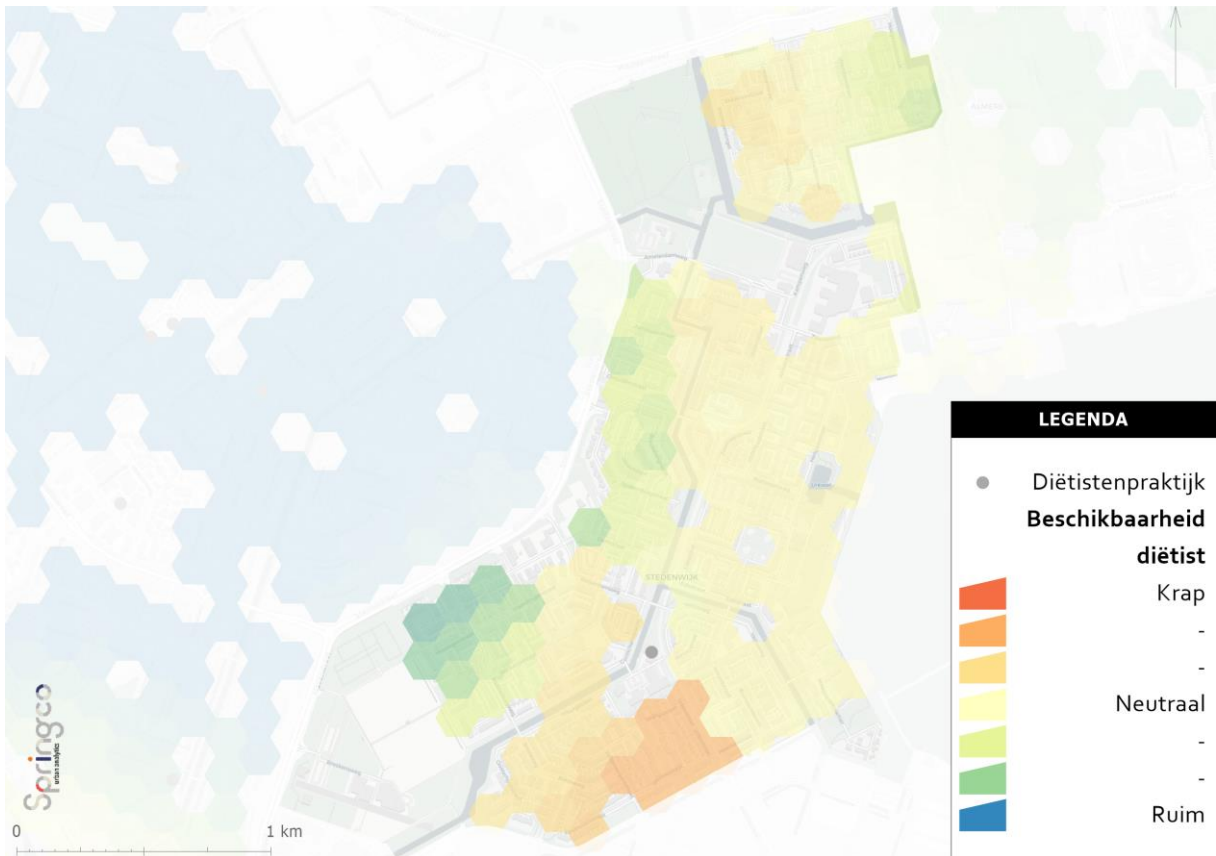 STEDENWIJK
LEGENDA
Diëtistenpraktijk
Beschikbaarheid
diëtist
Krap
-
-
Neutraal
-
-
Ruim
Springco
urban analytics
0
1 km